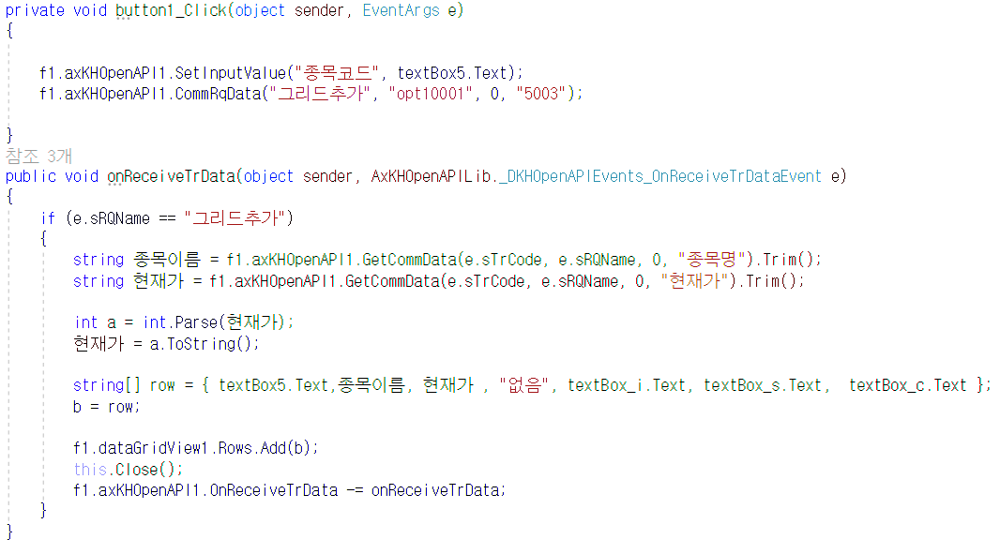 private void button1_Click(object sender, EventArgs e)
{
f1.axKHOpenAPI1.SetInputValue("종목코드", textBox5.Text);
f1.axKHOpenAPI1.CommRqData("그리드추가", "opt10001", 0, "5003");
}
참조 3개
public void onReceiveTrData(object sender, AxKHOpenAPILib._DKHOpenAPIEvents_OnReceiveTrDataEvent e)
{
if (e.sRQName == "그리드추가")
{
string 종목이름 = f1.axKHOpenAPI1.GetCommData(e.sTrCode, e.sRQName, 0, "종목명").Trim();
string 현재가 = f1.axKHOpenAPI1.GetCommData(e.sTrCode, e.sRQName, 0, "현재가").Trim();
int a = int.Parse(현재가);
현재가 = a.ToString();
string[] row = { textBox5.Text,종목이름, 현재가 , "없음", textBox_i.Text, textBox_s.Text,  textBox_c.Text };
b = row;
f1.dataGridView1.Rows.Add(b);
this.Close();
f1.axKHOpenAPI1.OnReceiveTrData -= onReceiveTrData;
}
}